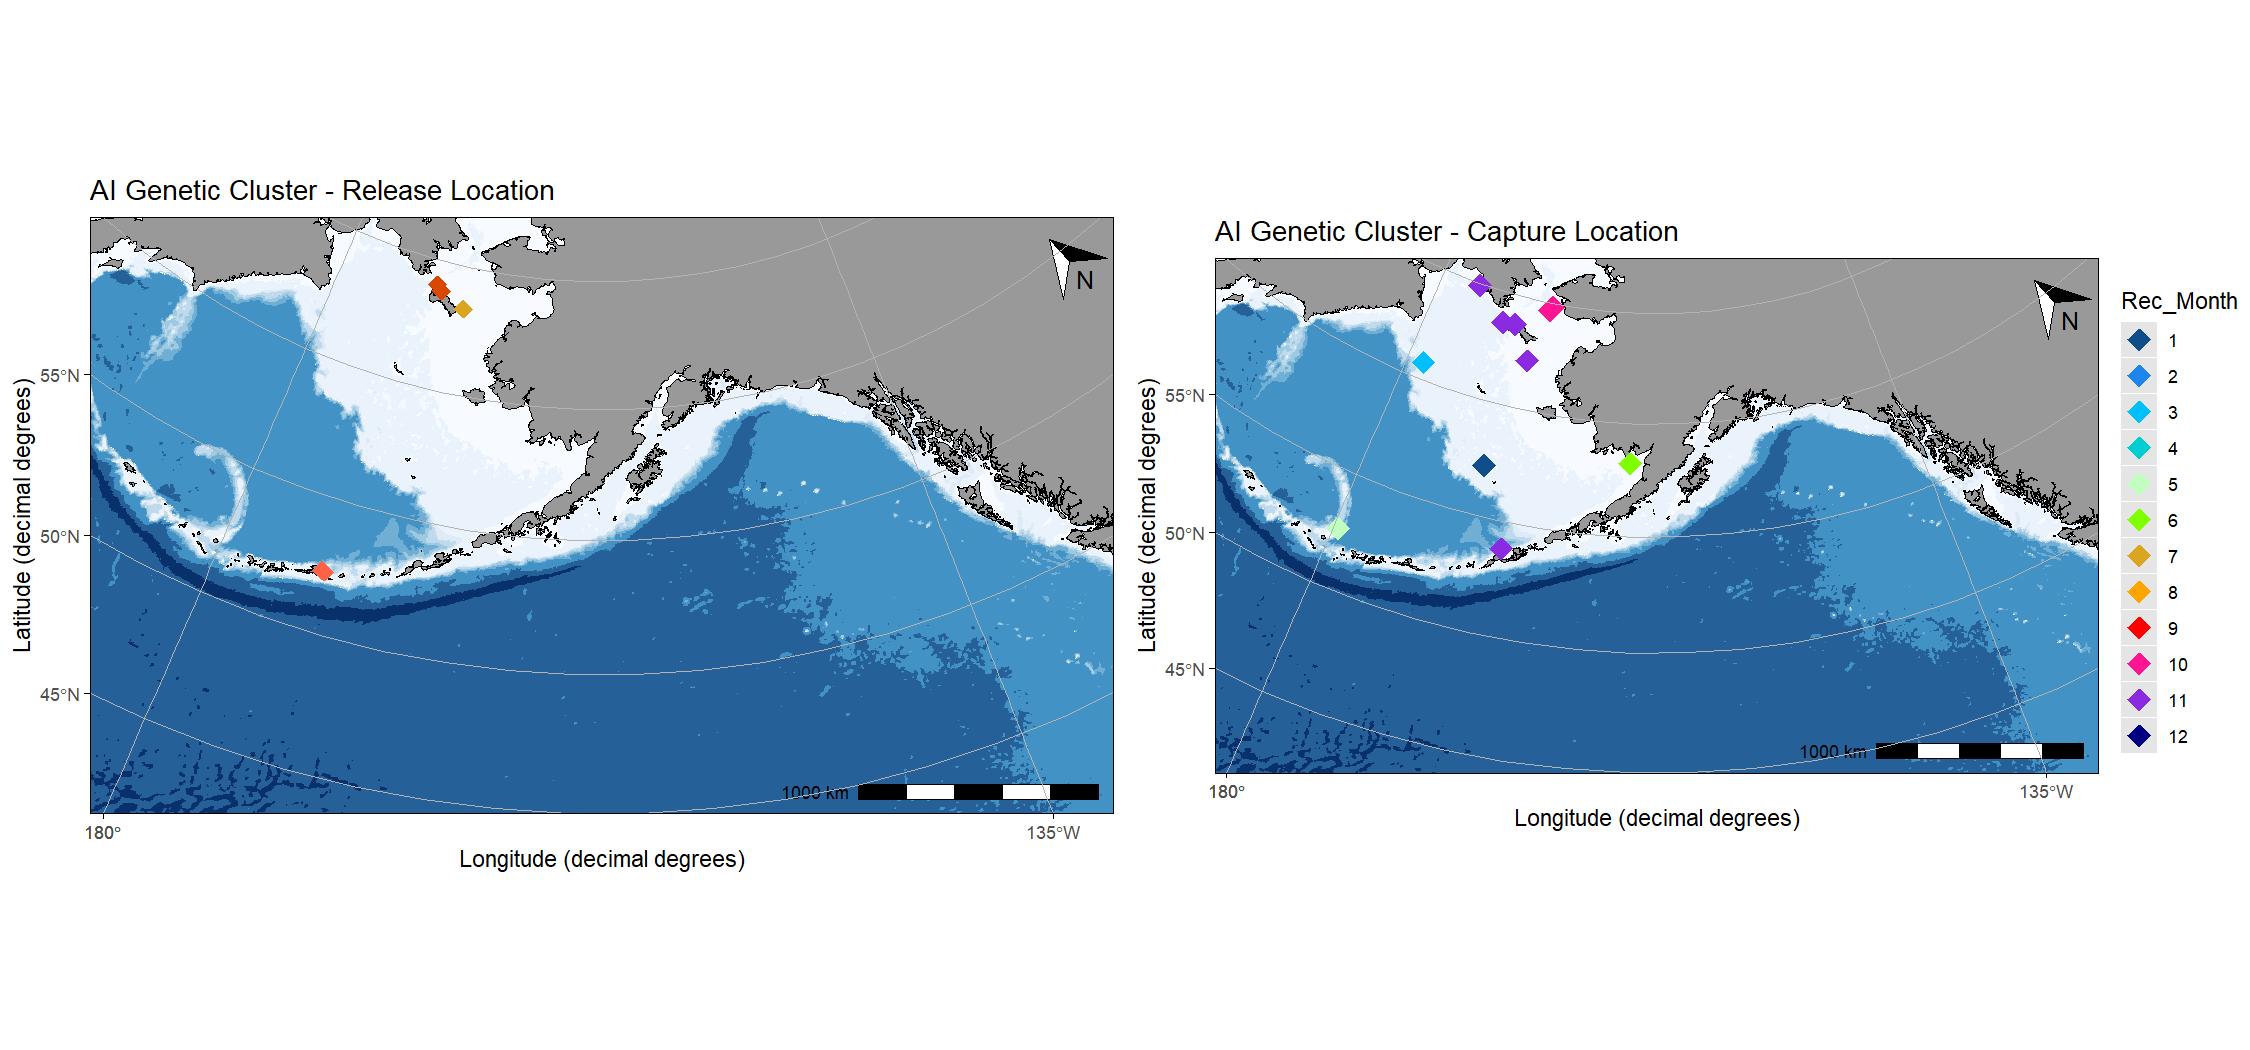 AI Genetic Cluster - Release Location
N
55°N
50°N
45°N
Latitude (decimal degrees)
1000 km
180°
135°W
Longitude (decimal degrees)
AI Genetic Cluster - Capture Location
N
55°N
50°N
45°N
Latitude (decimal degrees)
1000 km
180°
135°W
Longitude (decimal degrees)
Rec_Month
1
2
3
4
5
6
7
8
9
10
11
12